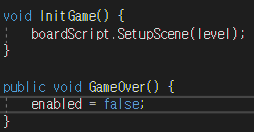 void InitGame() {
    boardScript.SetupScene(level);
}
public void GameOver() {
    enabled = false;
}